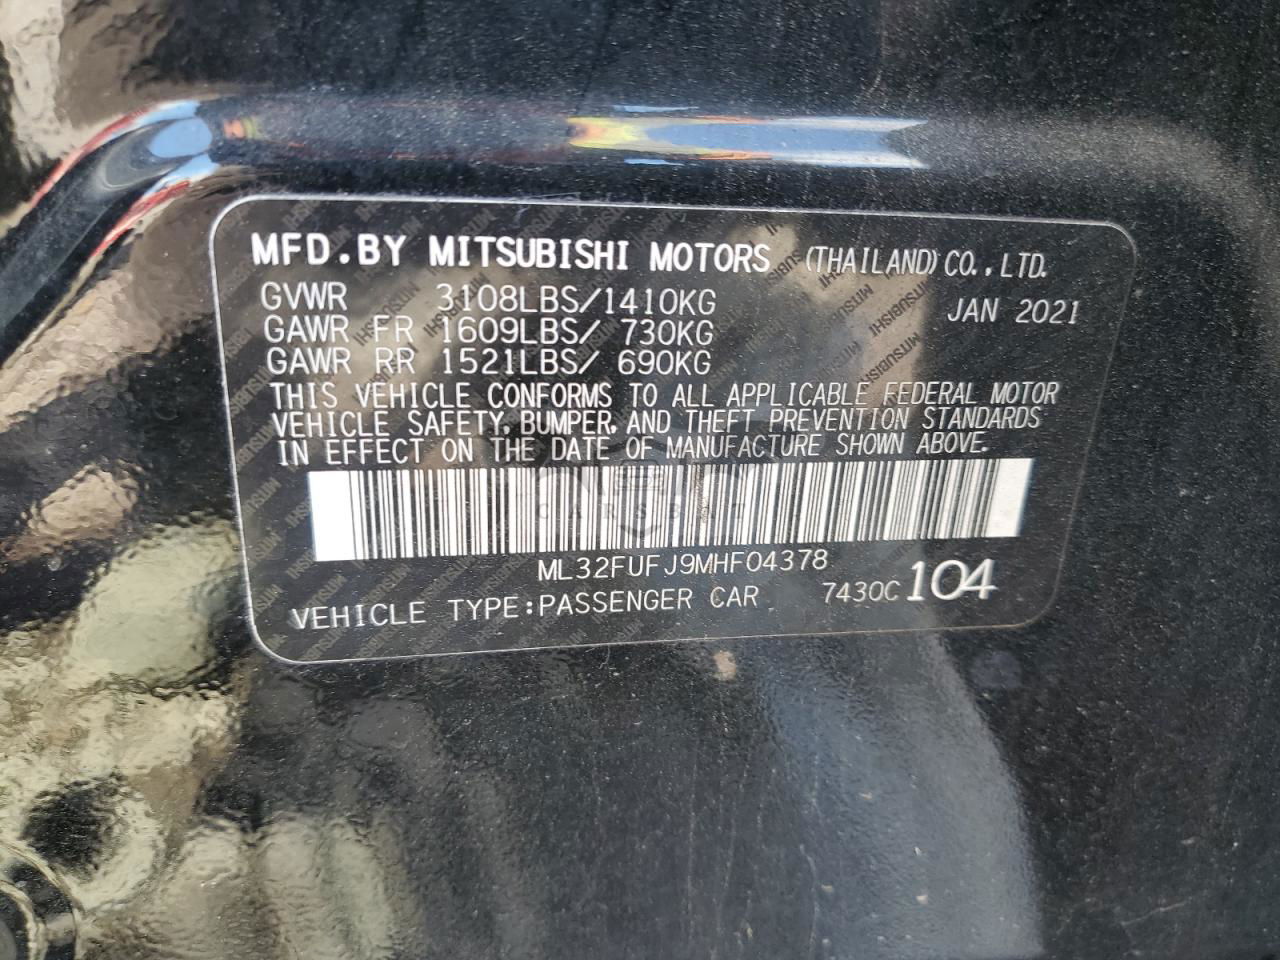 MFD.BY MITSUBISHI MOTORS (THAILAND) CO.,LTD.
GVWR 3108LBS/1410KG JAN 2021
GAWR FR 1609LBS/ 730KG
GAWR RR 1521LBS/ 690KG
THIS VEHICLE CONFORMS TO ALL APPLICABLE FEDERAL MOTOR
VEHICLE SAFETY, BUMPER, AND THEFT PREVENTION STANDARDS
IN EFFECT ON THE DATE OF MANUFACTURE SHOWN ABOVE.
CARSBAT
ML32FUFJ9MHF04378
VEHICLE TYPE:PASSENGER CAR 7430C 104